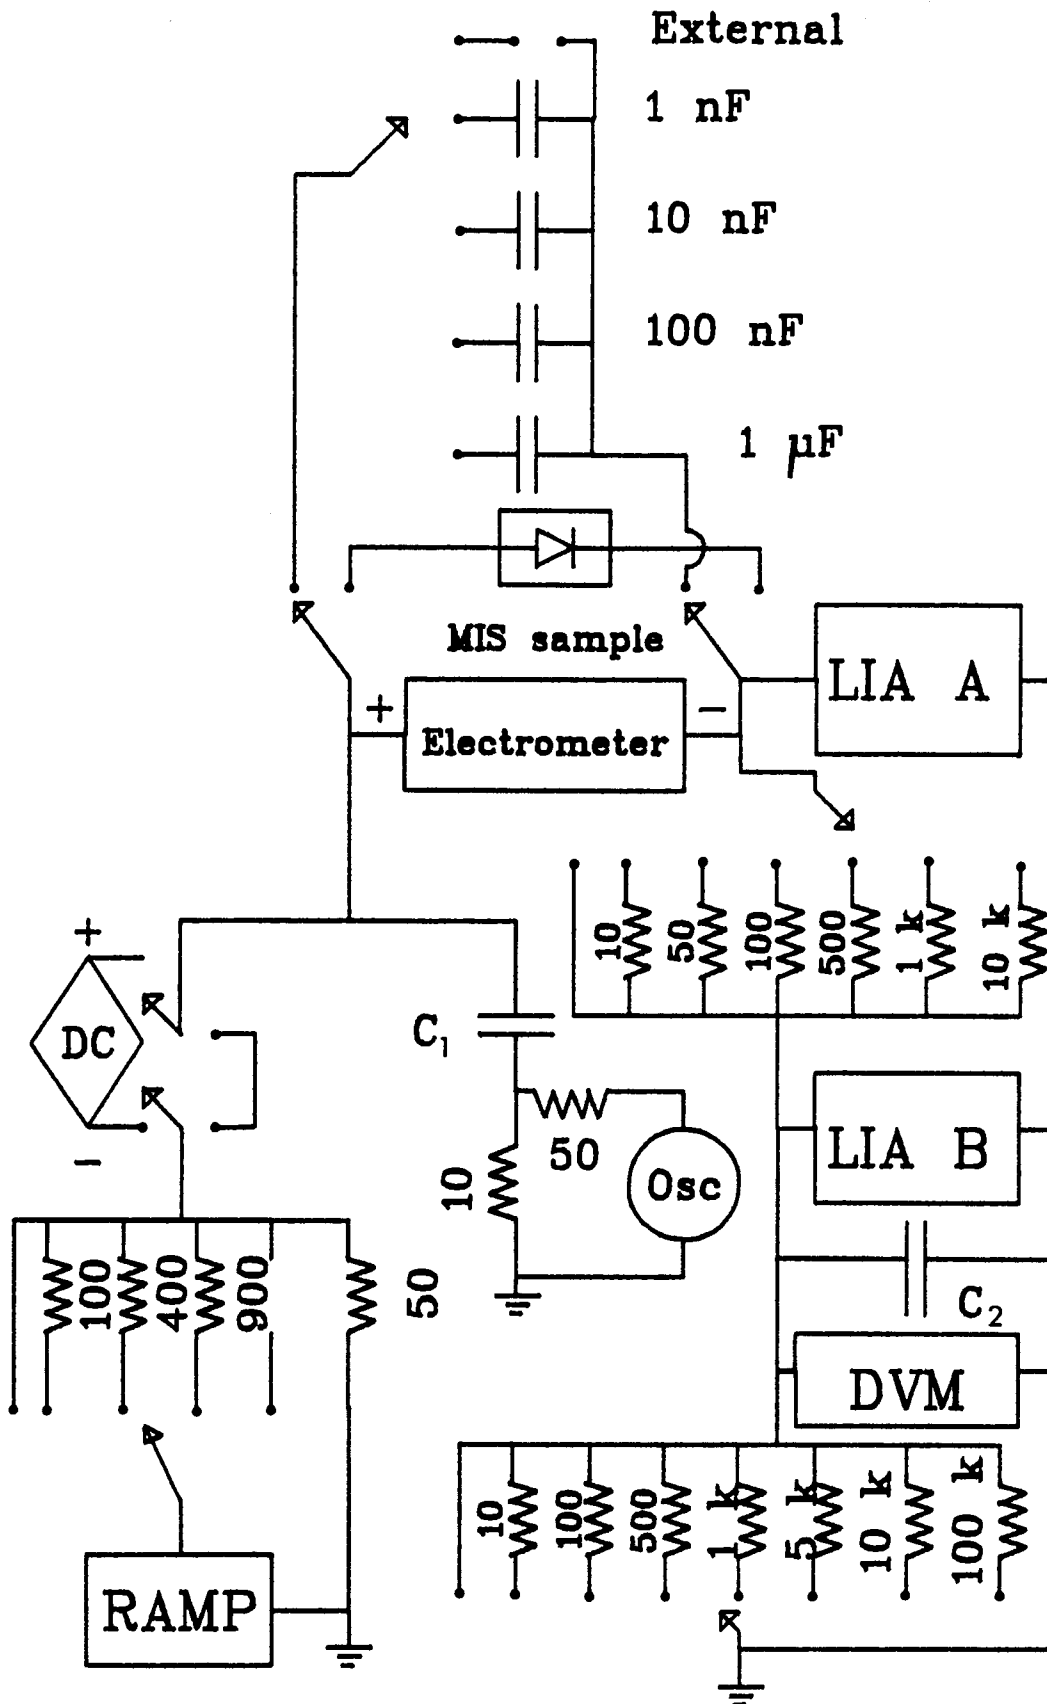 External
1 nF
10 nF
100 nF
1 µF
MIS sample
LIA A
+
-
Electrometer
10
50
100
500
1 k
10 k
+
DC
-
C1
50
10
Osc
LIA B
100
400
900
50
C2
DVM
10
100
500
1 k
5 k
10 k
100 k
RAMP